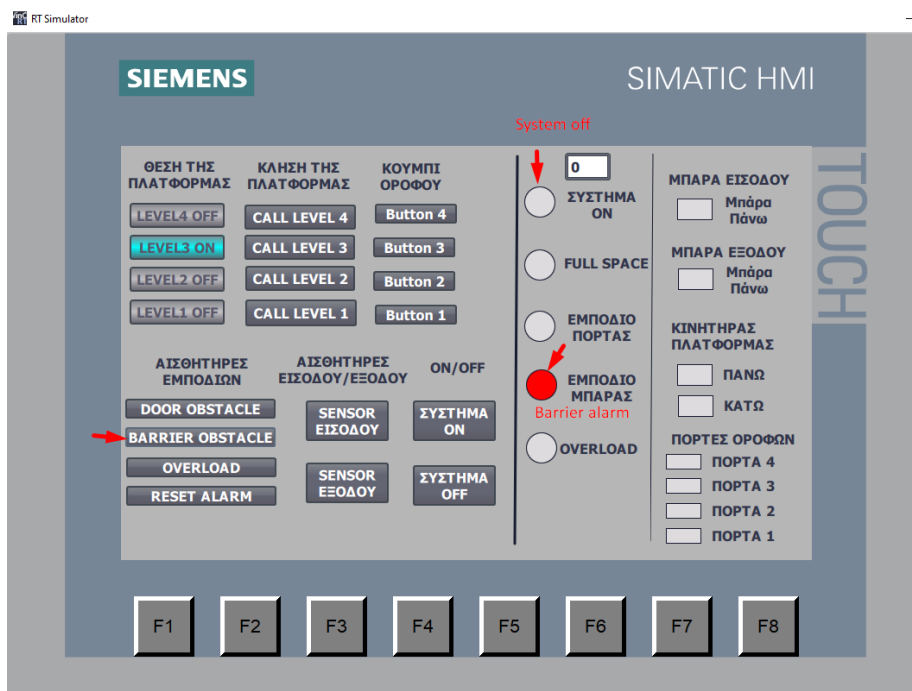 RT Simulator
SIEMENS
SIMATIC HMI
TOUCH
System off
ΘΕΣΗ ΤΗΣ
ΠΛΑΤΦΟΡΜΑΣ
ΚΛΗΣΗ ΤΗΣ
ΠΛΑΤΦΟΡΜΑΣ
ΚΟΥΜΠΙ
ΟΡΟΦΟΥ
LEVEL4 OFF
CALL LEVEL 4
Button 4
LEVEL3 ON
CALL LEVEL 3
Button 3
LEVEL2 OFF
CALL LEVEL 2
Button 2
LEVEL1 OFF
CALL LEVEL 1
Button 1
ΑΙΣΘΗΤΗΡΕΣ
ΕΜΠΟΔΙΩΝ
ΑΙΣΘΗΤΗΡΕΣ
ΕΙΣΟΔΟΥ/ΕΞΟΔΟΥ
ON/OFF
DOOR OBSTACLE
BARRIER OBSTACLE
OVERLOAD
RESET ALARM
SENSOR
ΕΙΣΟΔΟΥ
SENSOR
ΕΞΟΔΟΥ
ΣΥΣΤΗΜΑ
ON
ΣΥΣΤΗΜΑ
OFF
0
ΣΥΣΤΗΜΑ
ON
FULL SPACE
ΕΜΠΟΔΙΟ
ΠΟΡΤΑΣ
ΕΜΠΟΔΙΟ
ΜΠΑΡΑΣ
Barrier alarm
OVERLOAD
ΜΠΑΡΑ ΕΙΣΟΔΟΥ
Μπάρα
Πάνω
ΜΠΑΡΑ ΕΞΟΔΟΥ
Μπάρα
Πάνω
ΚΙΝΗΤΗΡΑΣ
ΠΛΑΤΦΟΡΜΑΣ
ΠΑΝΩ
ΚΑΤΩ
ΠΟΡΤΕΣ ΟΡΟΦΩΝ
ΠΟΡΤΑ 4
ΠΟΡΤΑ 3
ΠΟΡΤΑ 2
ΠΟΡΤΑ 1
F1
F2
F3
F4
F5
F6
F7
F8